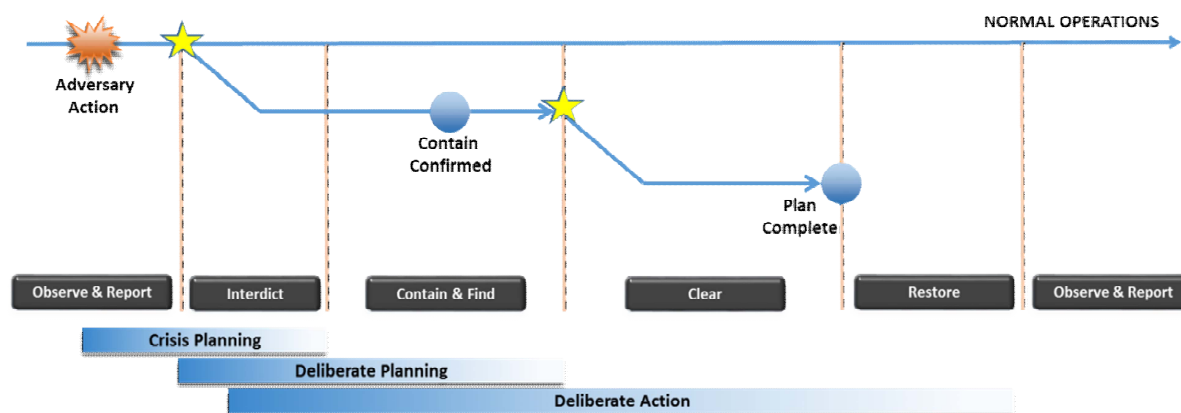 NORMAL OPERATIONS
Adversary
Action
Contain
Confirmed
Plan
Complete
Observe & Report
Interdict
Contain & Find
Clear
Restore
Observe & Report
Crisis Planning
Deliberate Planning
Deliberate Action